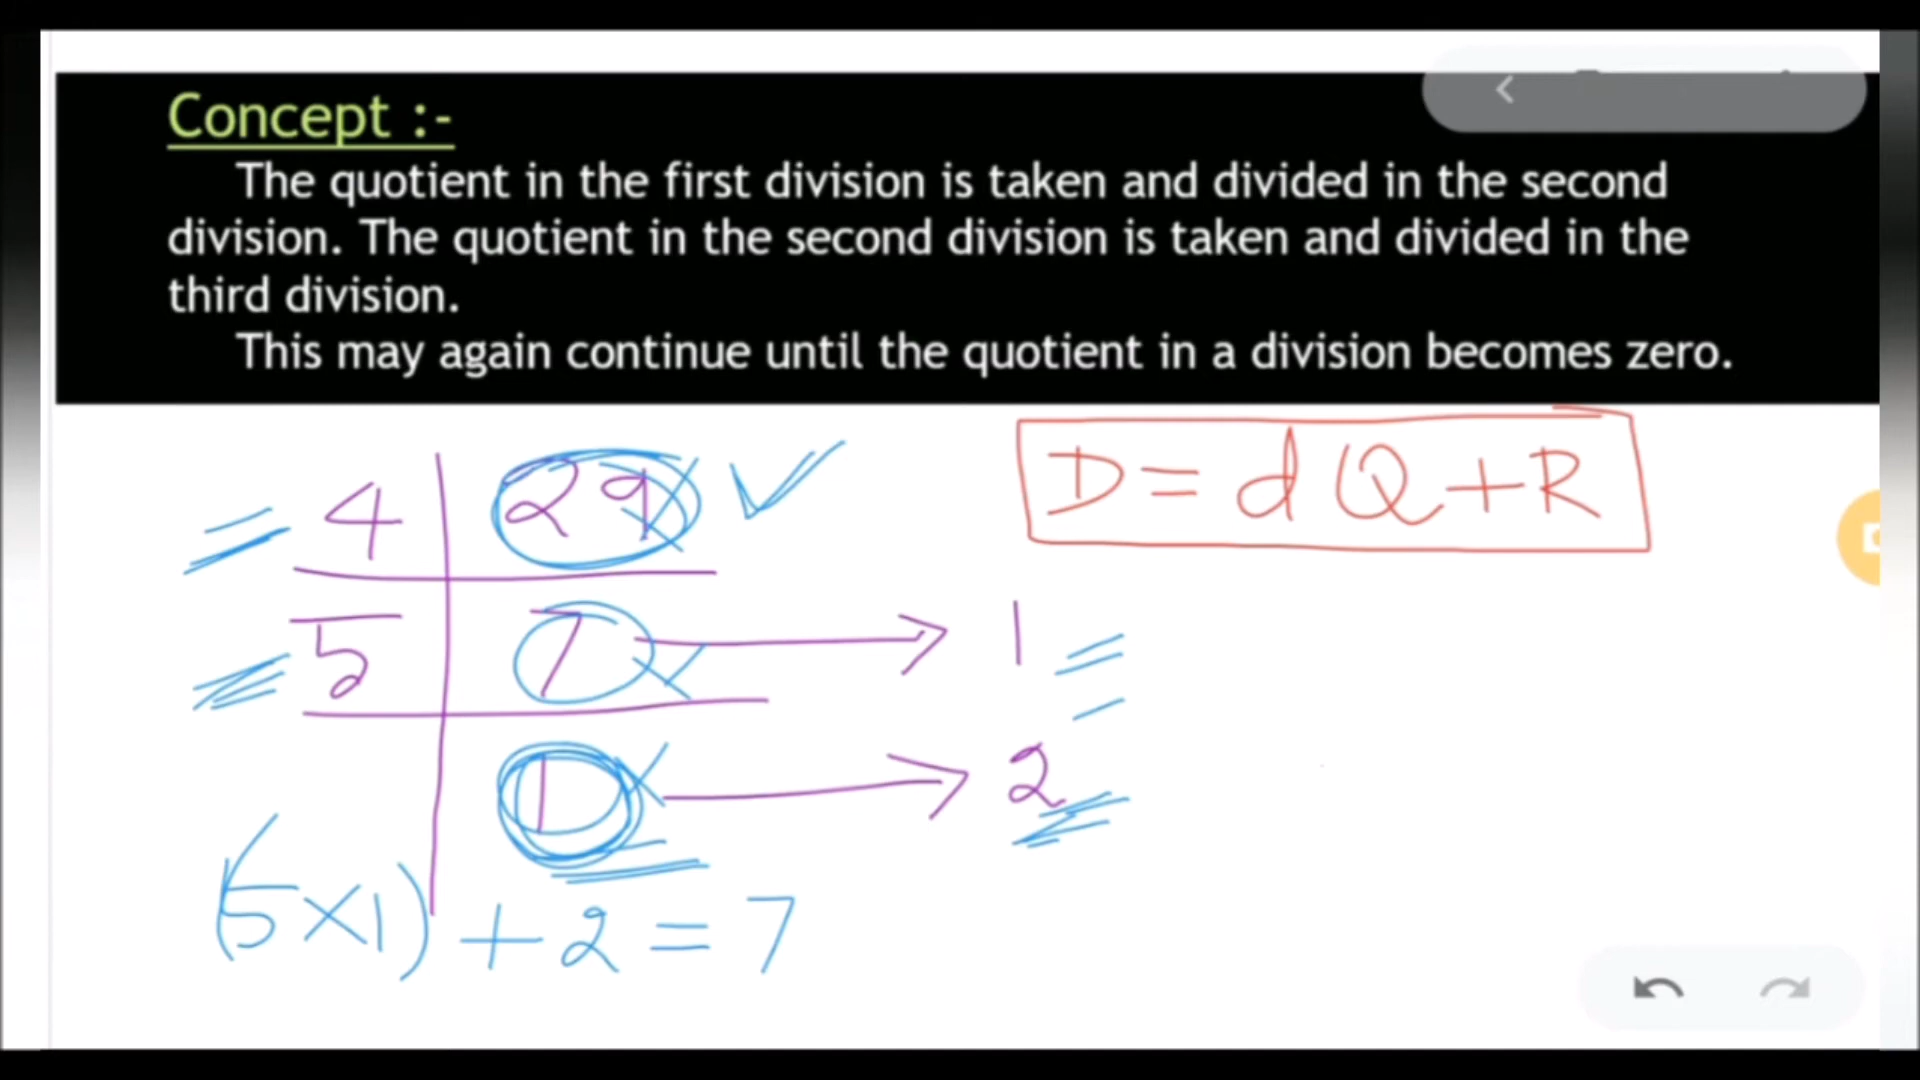 Concept :-
The quotient in the first division is taken and divided in the second
division. The quotient in the second division is taken and divided in the
third division.
This may again continue until the quotient in a division becomes zero.
4 29
D = dQ + R
5 7 → 1
1 → 2
(5×1) + 2 = 7